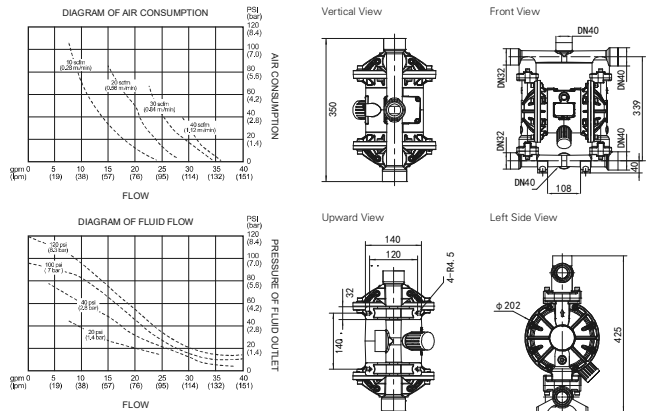 DIAGRAM OF AIR CONSUMPTION
PSI
(bar)
120
(8.4)
100
(7.0)
80
(5.6)
60
(4.2)
40
(2.8)
20
(1.4)
0
AIR CONSUMPTION
10 scfm
(0.28 m/min)
20 scfm
(0.56 m/min)
30 scfm
(0.84 m/min)
40 scfm
(1.12 m/min)
gpm 0 5 10 15 20 25 30 35 40
(lpm) (19) (38) (57) (76) (95) (114) (132) (151)
FLOW
Vertical View
350
Front View
DN40
DN32
DN40
339
DN32
DN40
DN40
108
40
DIAGRAM OF FLUID FLOW
PSI
(bar)
120
(8.4)
100
(7.0)
80
(5.6)
60
(4.2)
40
(2.8)
20
(1.4)
0
PRESSURE OF FLUID OUTLET
120 psi
(8.3 bar)
100 psi
(7 bar)
40 psi
(2,8 bar)
20 psi
(1,4 bar)
gpm 0 5 10 15 20 25 30 35 40
(lpm) (19) (38) (57) (76) (95) (114) (132) (151)
FLOW
Upward View
140
120
4-R4.5
32
140
Left Side View
φ202
425